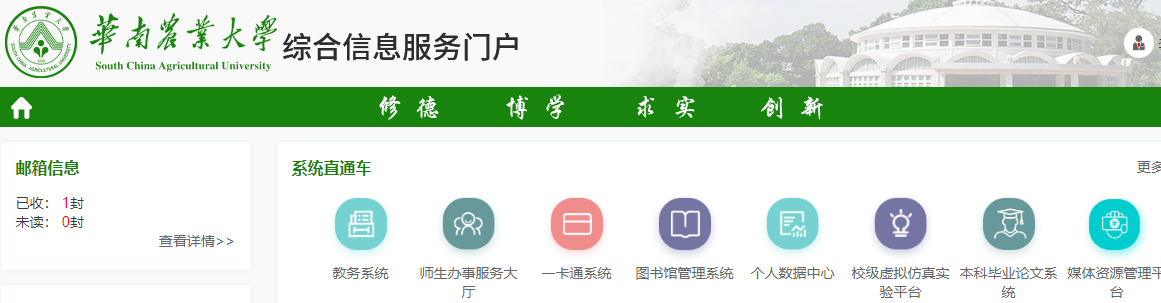 華南農業大學
South China Agricultural University
综合信息服务门户
修德 博学 求实 创新
邮箱信息
已收： 1封
未读： 0封
查看详情>>
系统直通车
更多
教务系统
师生办事服务大
厅
一卡通系统
图书馆管理系统
个人数据中心
校级虚拟仿真实
验平台
本科毕业论文系
统
媒体资源管理平
台